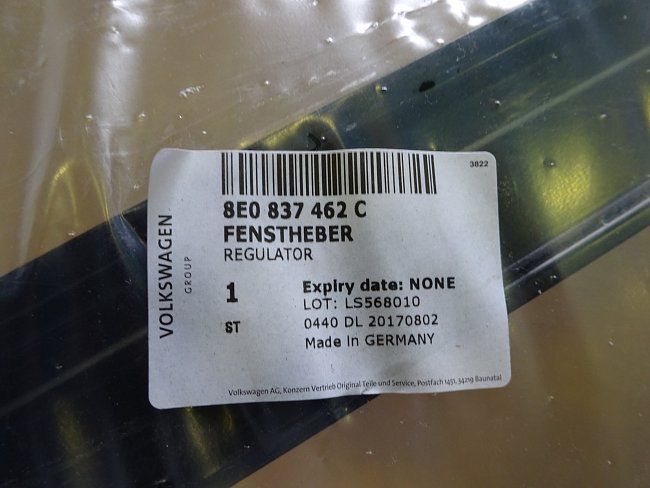 3822
8E0 837 462 C
FENSTHEBER
REGULATOR
VOLKSWAGEN
GROUP
1
ST
Expiry date: NONE
LOT: LS568010
0440 DL 20170802
Made In GERMANY
Volkswagen AG, Konzern Vertrieb Original Teile und Service, Postfach 1451, 34219 Baunatal